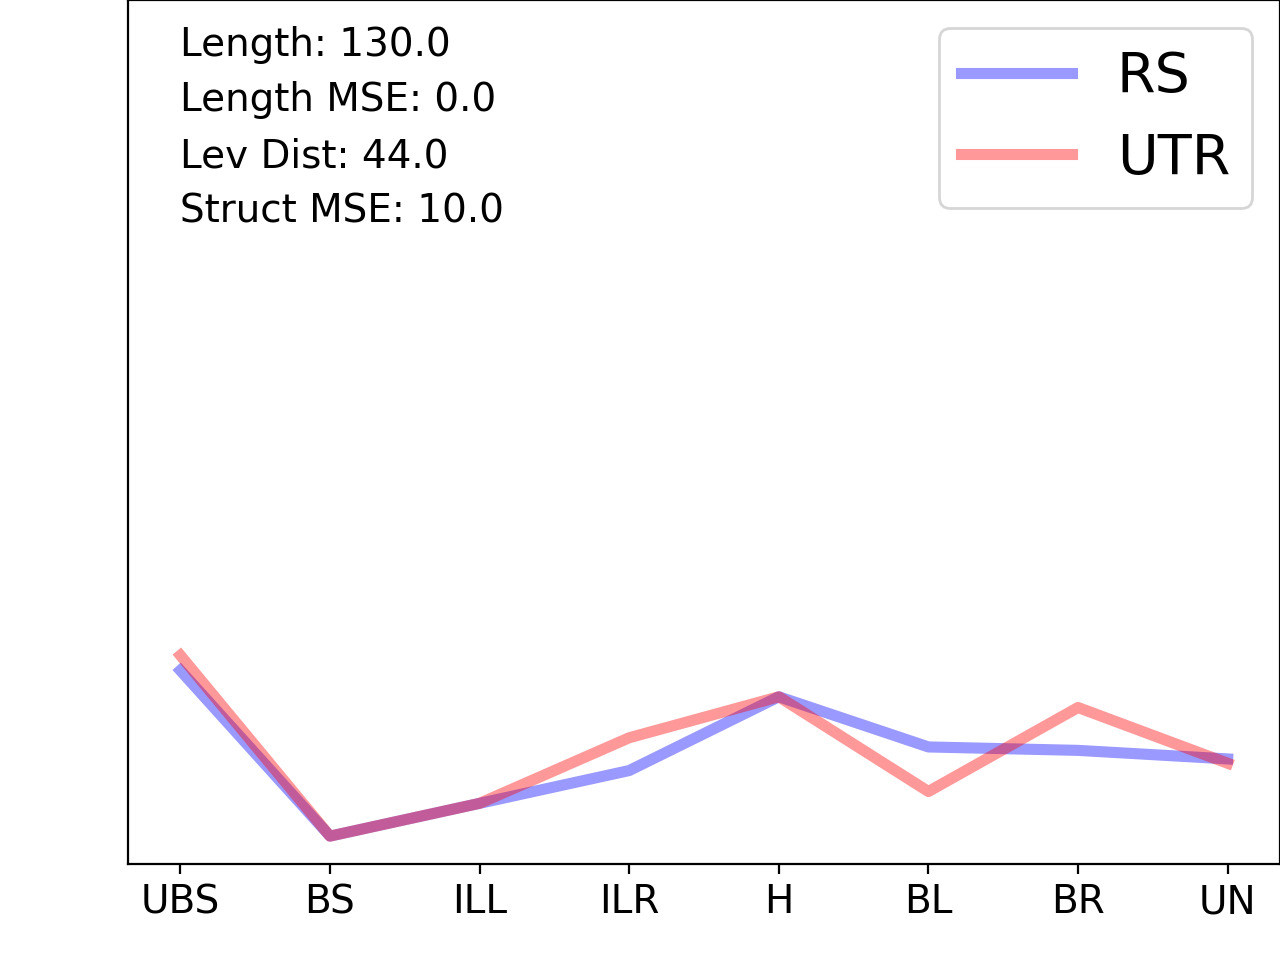 Length: 130.0
Length MSE: 0.0
Lev Dist: 44.0
Struct MSE: 10.0
RS
UTR
UBS BS ILL ILR H BL BR UN